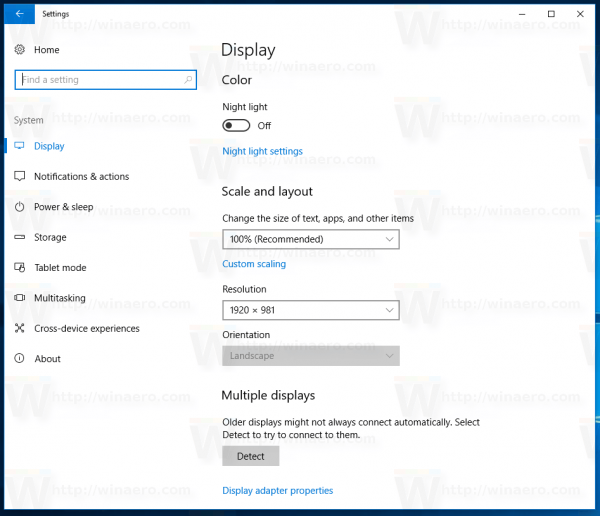 Settings
Home
Find a setting
System
Display
Notifications & actions
Power & sleep
Storage
Tablet mode
Multitasking
Cross-device experiences
About
Display
Color
Night light
Off
Night light settings
Scale and layout
Change the size of text, apps, and other items
100% (Recommended)
Custom scaling
Resolution
1920 × 981
Orientation
Landscape
Multiple displays
Older displays might not always connect automatically. Select
Detect to try to connect to them.
Detect
Display adapter properties
W http://winaero.com